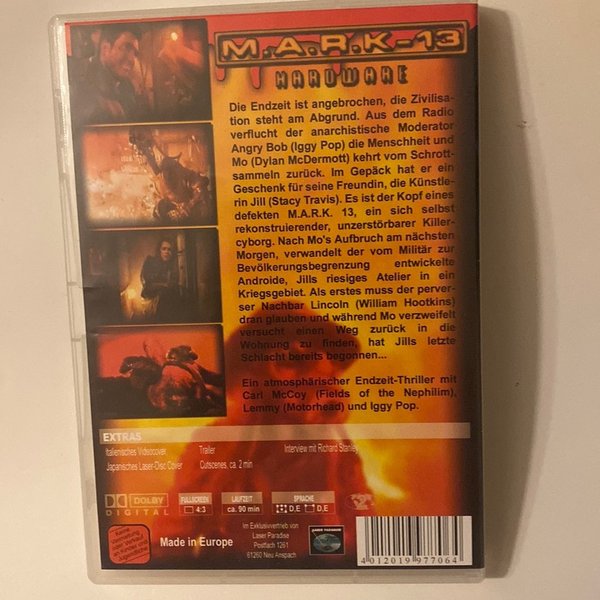 M.A.R.K-13
HARDWARE
Die Endzeit ist angebrochen, die Zivilisa-
tion steht am Abgrund. Aus dem Radio
verflucht der anarchistische Moderator
Angry Bob (Iggy Pop) die Menschheit und
Mo (Dylan McDermott) kehrt vom Schrott-
sammeln zurück. Im Gepäck hat er ein
Geschenk für seine Freundin, die Künstle-
rin Jill (Stacy Travis). Es ist der Kopf eines
defekten M.A.R.K. 13, ein sich selbst
rekonstruierender, unzerstörbarer Killer-
cyborg. Nach Mo's Aufbruch am nächsten
Morgen, verwandelt der vom Militär zur
Bevölkerungsbegrenzung entwickelte
Androide, Jills riesiges Atelier in ein
Kriegsgebiet. Als erstes muss der perver-
ser Nachbar Lincoln (William Hootkins)
dran glauben und während Mo verzweifelt
versucht einen Weg zurück in die
Wohnung zu finden, hat Jills letzte
Schlacht bereits begonnen...
Ein atmosphärischer Endzeit-Thriller mit
Carl McCoy (Fields of the Nephilim),
Lemmy (Motorhead) und Iggy Pop.
EXTRAS
Italienisches Videocover Trailer Interview mit Richard Stanley
Japanisches Laser-Disc Cover Cutscenes, ca. 2 min
DOLBY
DIGITAL
FULLSCREEN
4:3
LAUFZEIT
ca. 90 min
SPRACHE
D,E D,E
Made in Europe
Im Exklusivvertrieb von
Laser Paradise
Postfach 1261
61260 Neu Anspach
LASER PARADISE
4012019977064